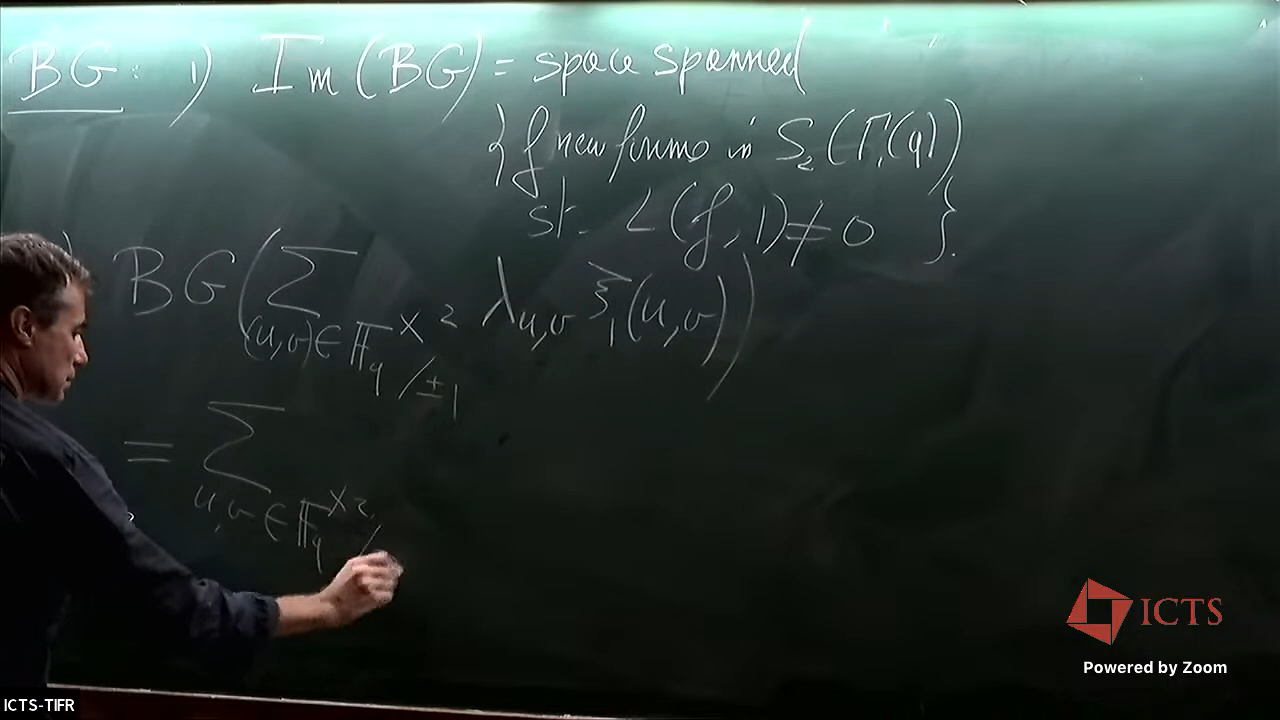 BG: 1) Im (BG) = space spanned
{ f new forms in S₂(Γ₁(q))
st. L(f, 1) ≠ 0 }.
) BG ( Σ λ_{u,v} ξ₁(u,v) )
(u,v) ∈ 𝔽_q^{×2}/±1
= Σ
u,v ∈ 𝔽_q^{×2}/
ICTS
Powered by Zoom
ICTS-TIFR